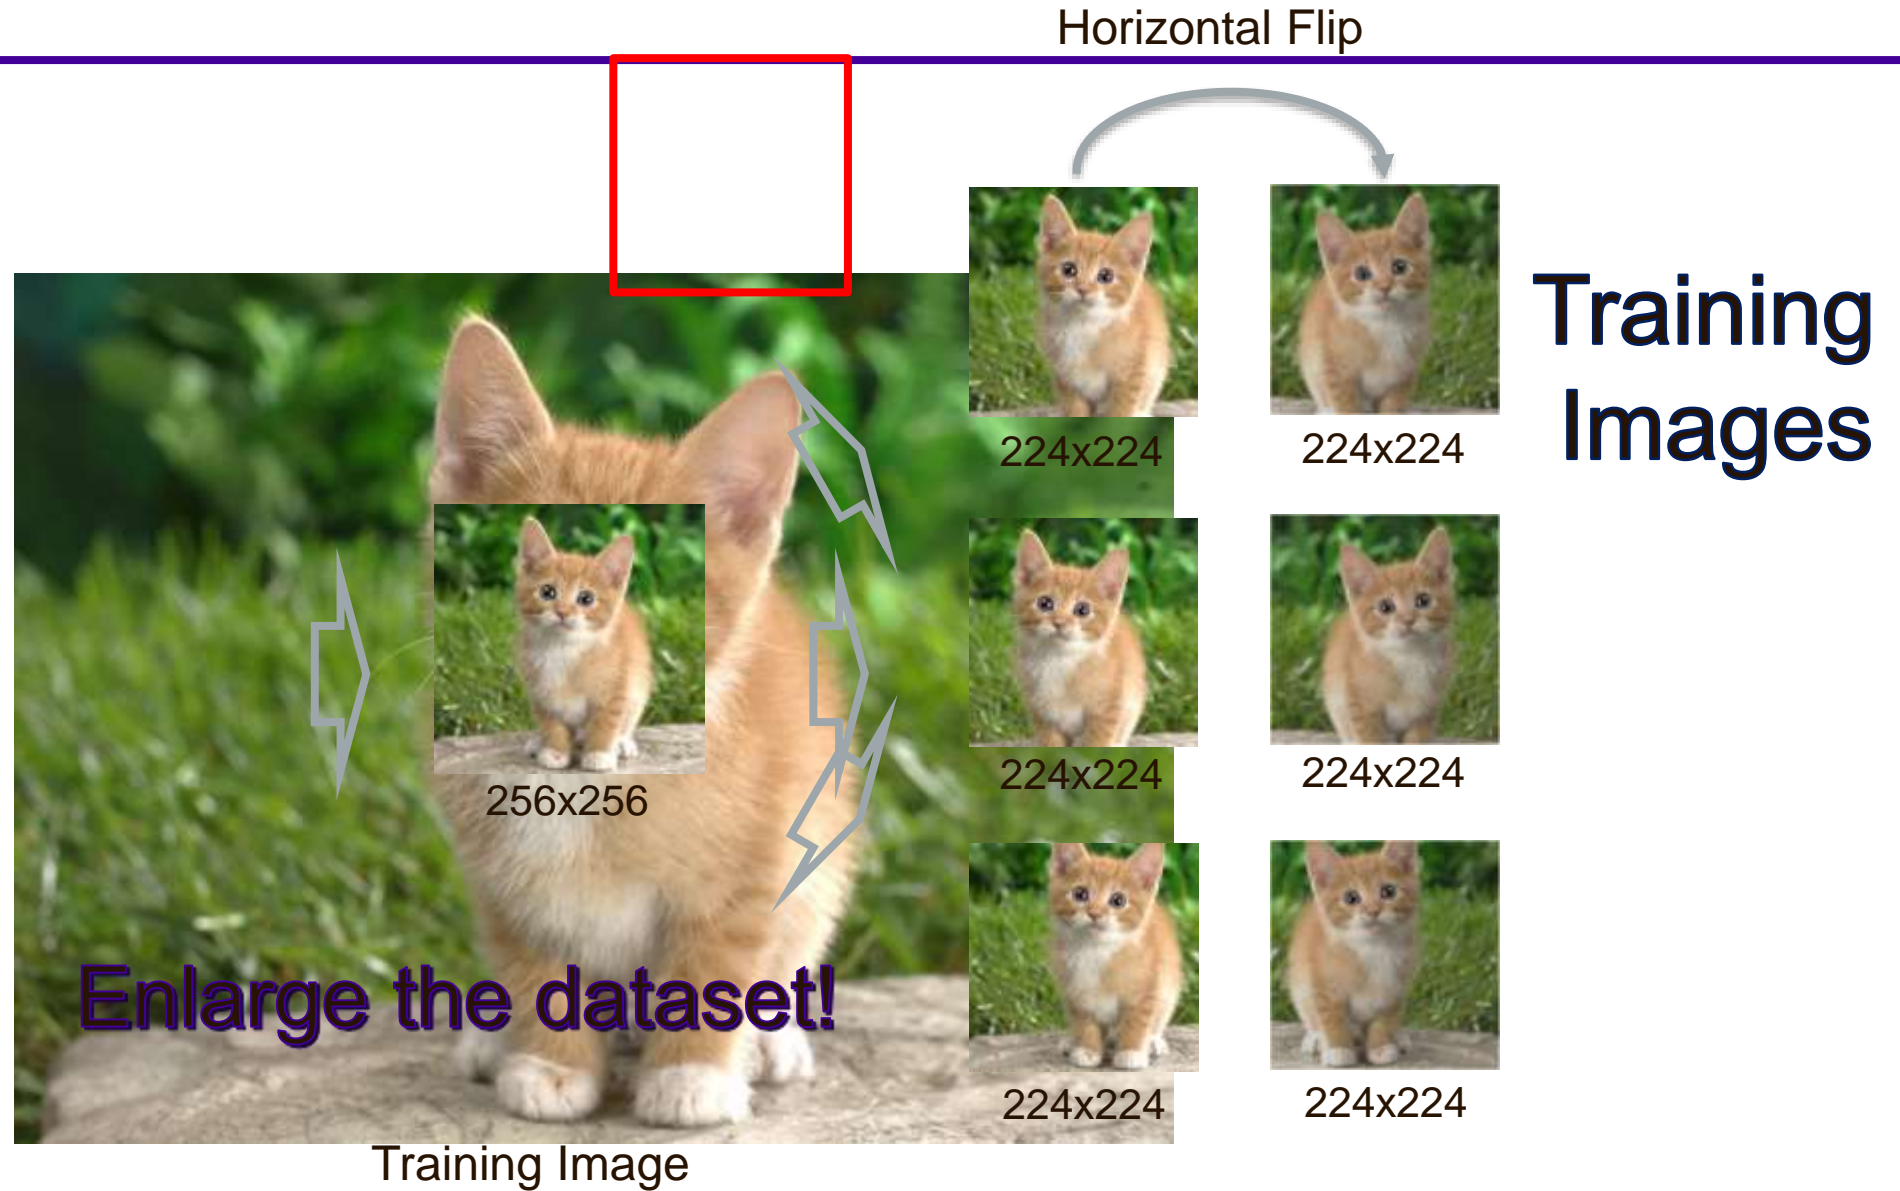 Horizontal Flip
Training
Images
224x224
224x224
224x224
224x224
256x256
Enlarge the dataset!
224x224
224x224
Training Image